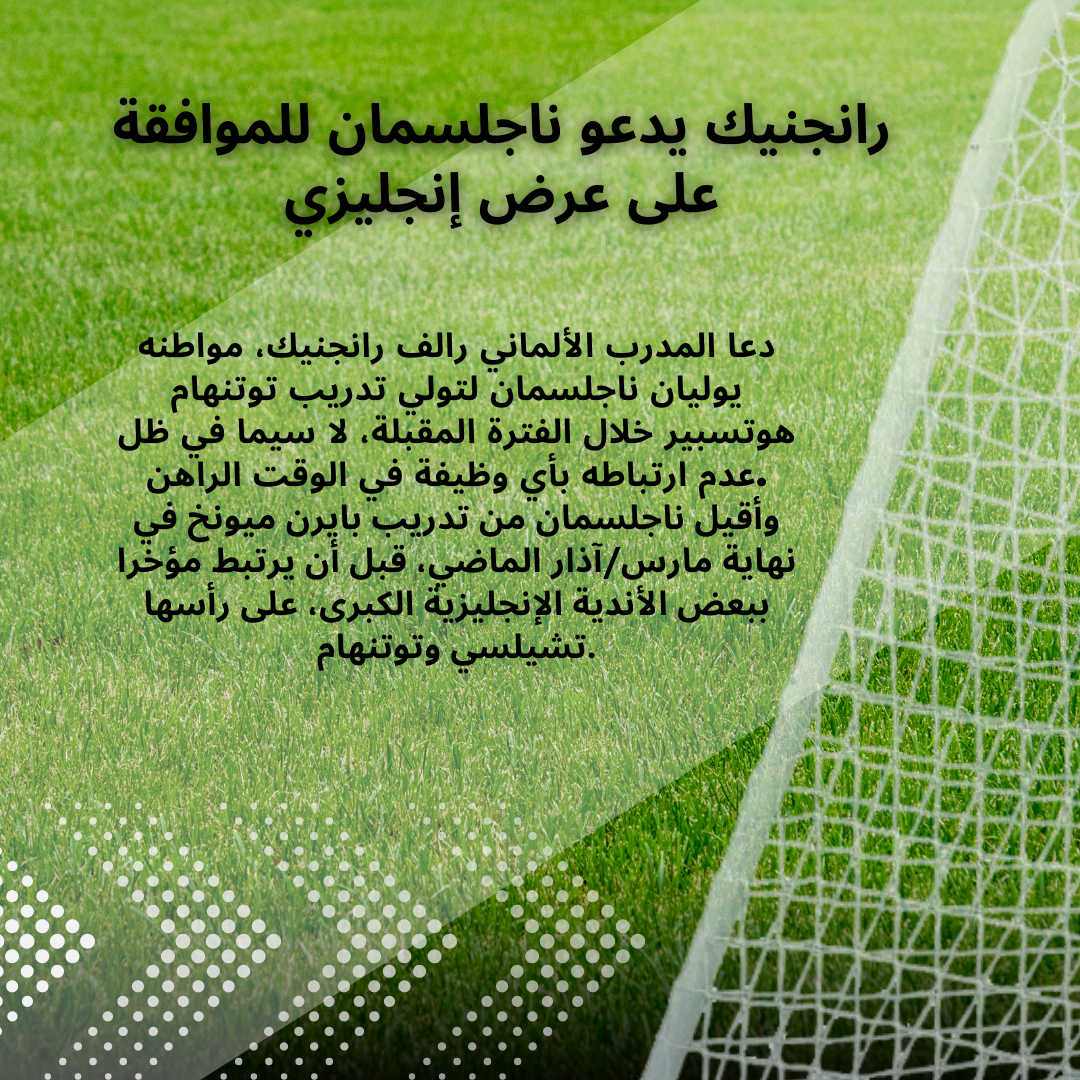 رانجنيك يدعو ناجلسمان للموافقة
على عرض إنجليزي
دعا المدرب الألماني رالف رانجنيك، مواطنه
يوليان ناجلسمان لتولي تدريب توتنهام
هوتسبير خلال الفترة المقبلة، لا سيما في ظل
.عدم ارتباطه بأي وظيفة في الوقت الراهن
وأقيل ناجلسمان من تدريب بايرن ميونخ في
نهاية مارس/آذار الماضي، قبل أن يرتبط مؤخرا
ببعض الأندية الإنجليزية الكبرى، على رأسها
.تشيلسي وتوتنهام